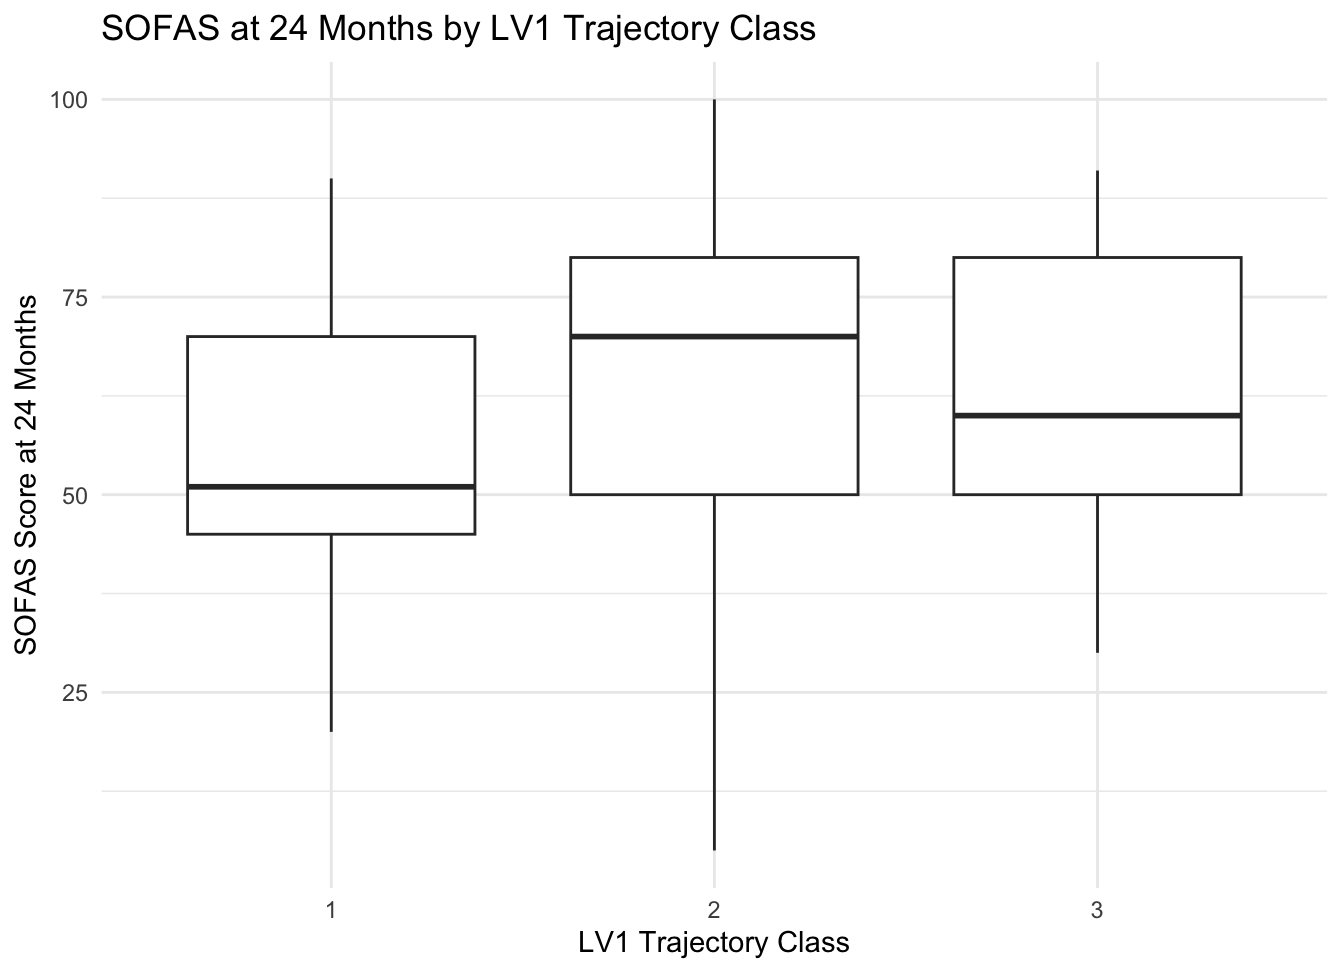 SOFAS at 24 Months by LV1 Trajectory Class
100
75
50
25
SOFAS Score at 24 Months
1 2 3
LV1 Trajectory Class